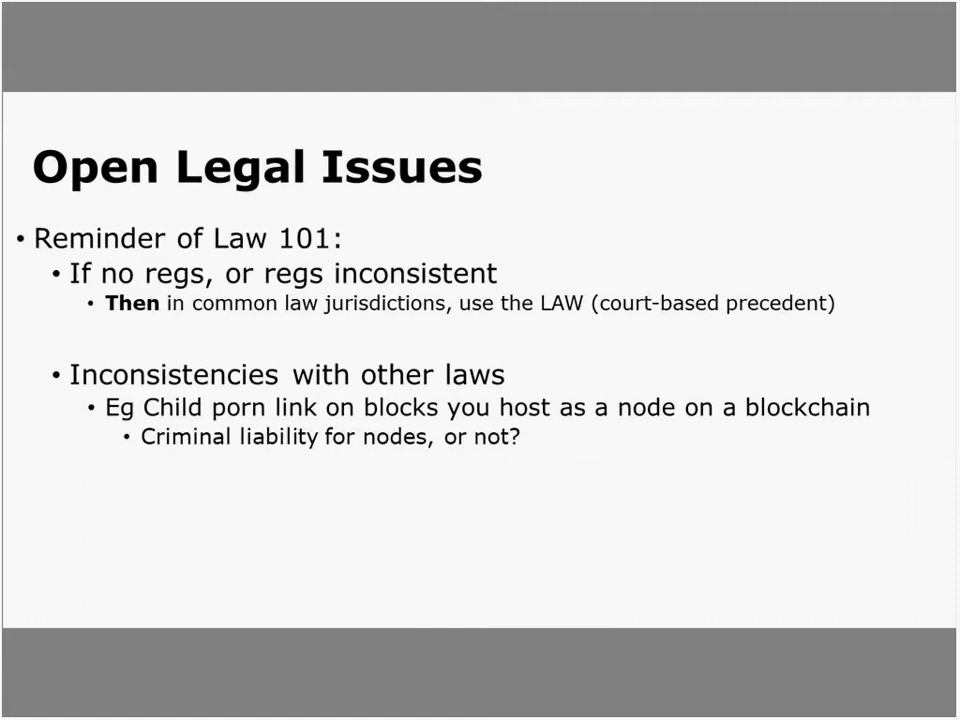 Open Legal Issues
• Reminder of Law 101:
• If no regs, or regs inconsistent
• Then in common law jurisdictions, use the LAW (court-based precedent)
• Inconsistencies with other laws
• Eg Child porn link on blocks you host as a node on a blockchain
• Criminal liability for nodes, or not?